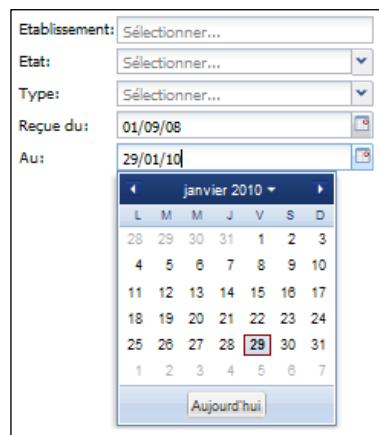 Etablissement: Sélectionner...
Etat: Sélectionner...
Type: Sélectionner...
Reçue du: 01/09/08
Au: 29/01/10
janvier 2010
L M M J V S D
28 29 30 31 1 2 3
4 5 6 7 8 9 10
11 12 13 14 15 16 17
18 19 20 21 22 23 24
25 26 27 28 29 30 31
1 2 3 4 5 6 7
Aujourd'hui